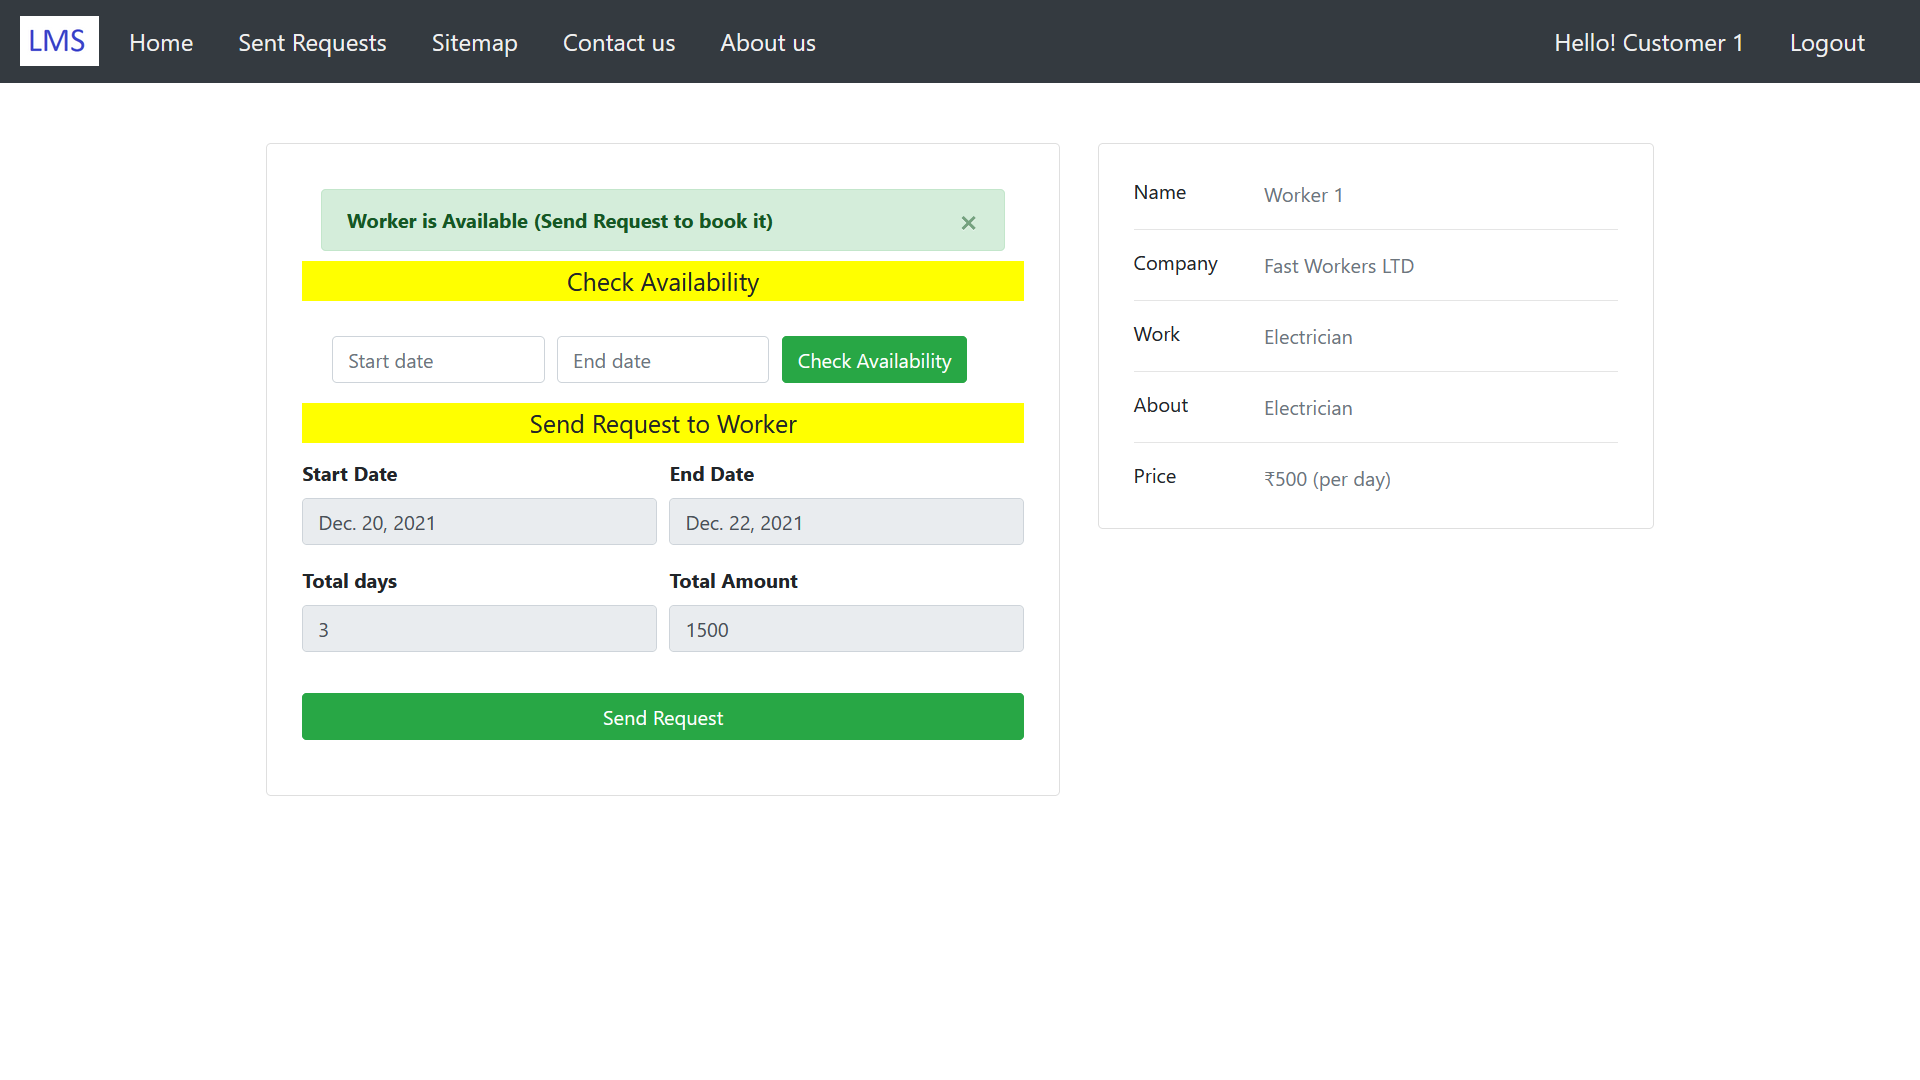 LMS Home Sent Requests Sitemap Contact us About us Hello! Customer 1 Logout
Worker is Available (Send Request to book it) ×
Check Availability
Start date End date Check Availability
Send Request to Worker
Start Date End Date
Dec. 20, 2021 Dec. 22, 2021
Total days Total Amount
3 1500
Send Request
Name Worker 1
Company Fast Workers LTD
Work Electrician
About Electrician
Price ₹500 (per day)